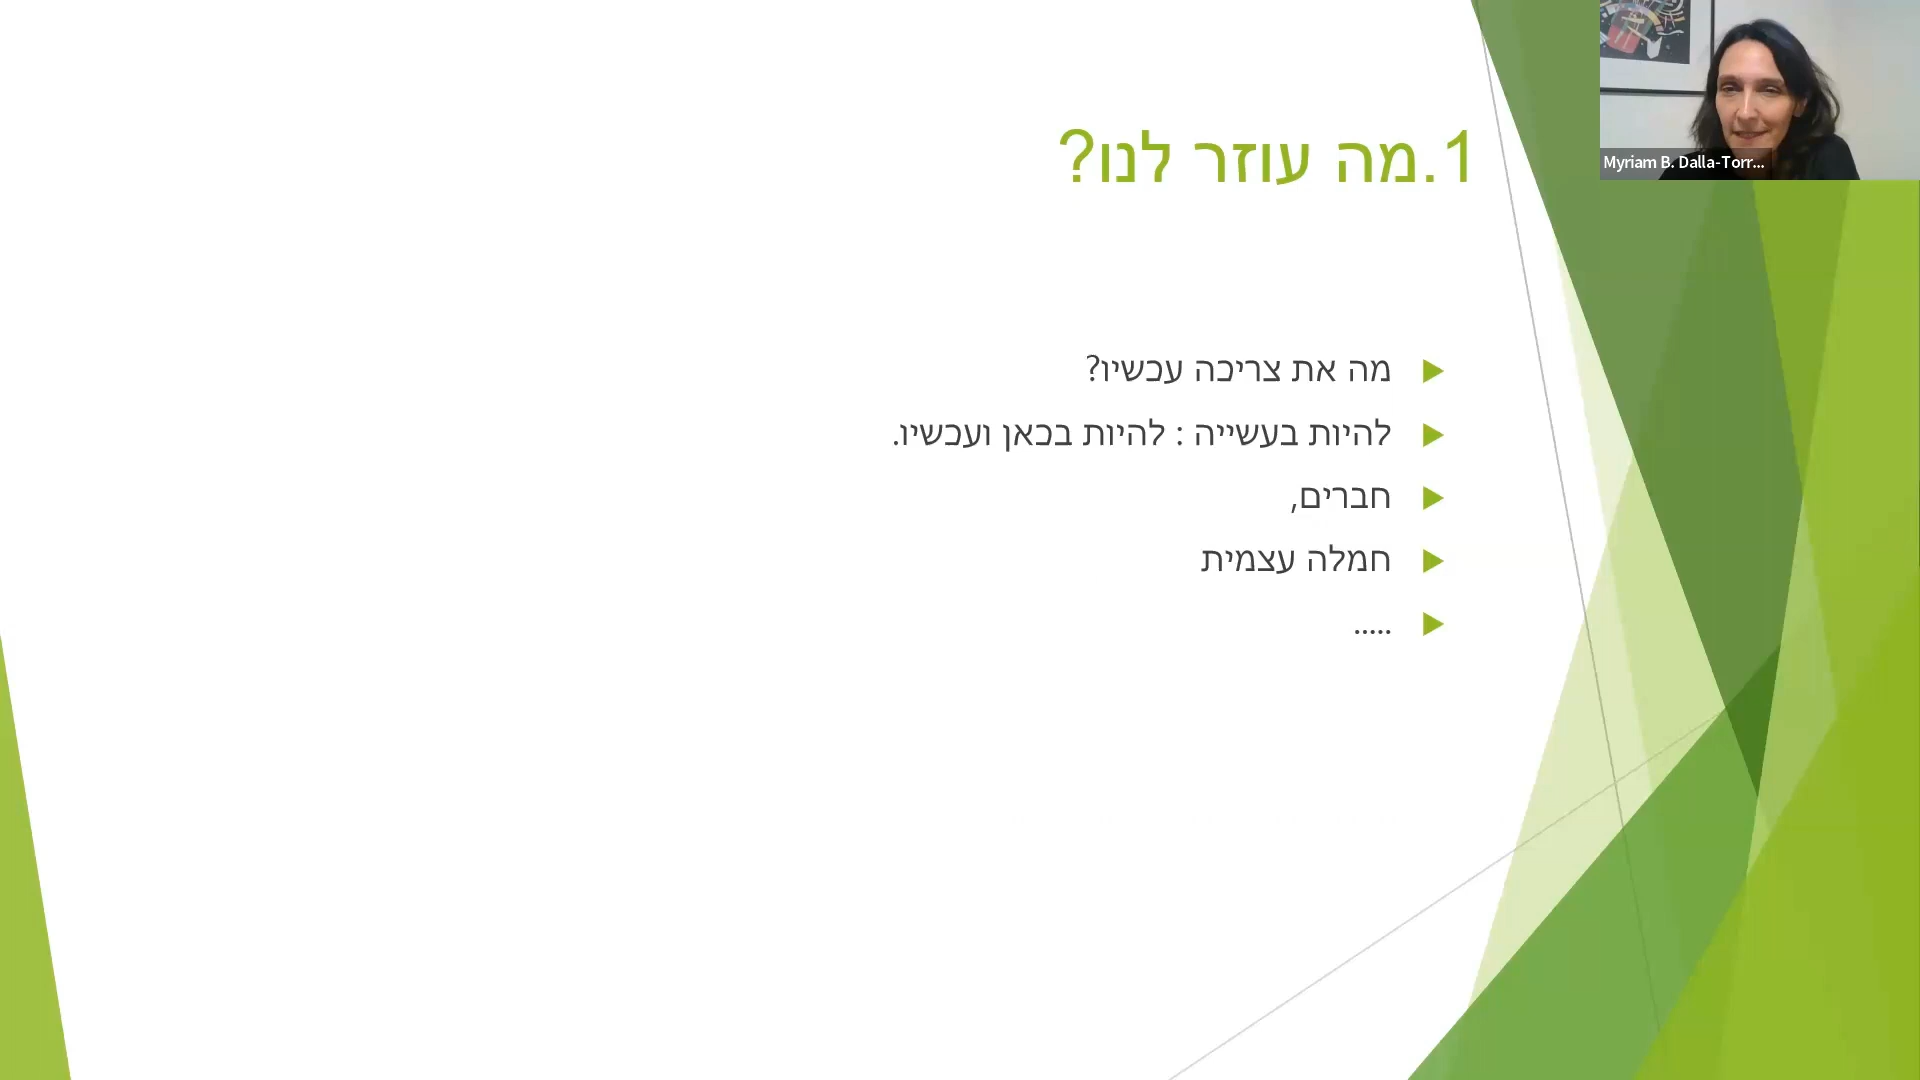 1.מה עוזר לנו?
מה את צריכה עכשיו?
להיות בעשייה : להיות בכאן ועכשיו.
חברים,
חמלה עצמית
.....
Myriam B. Dalla-Torr...